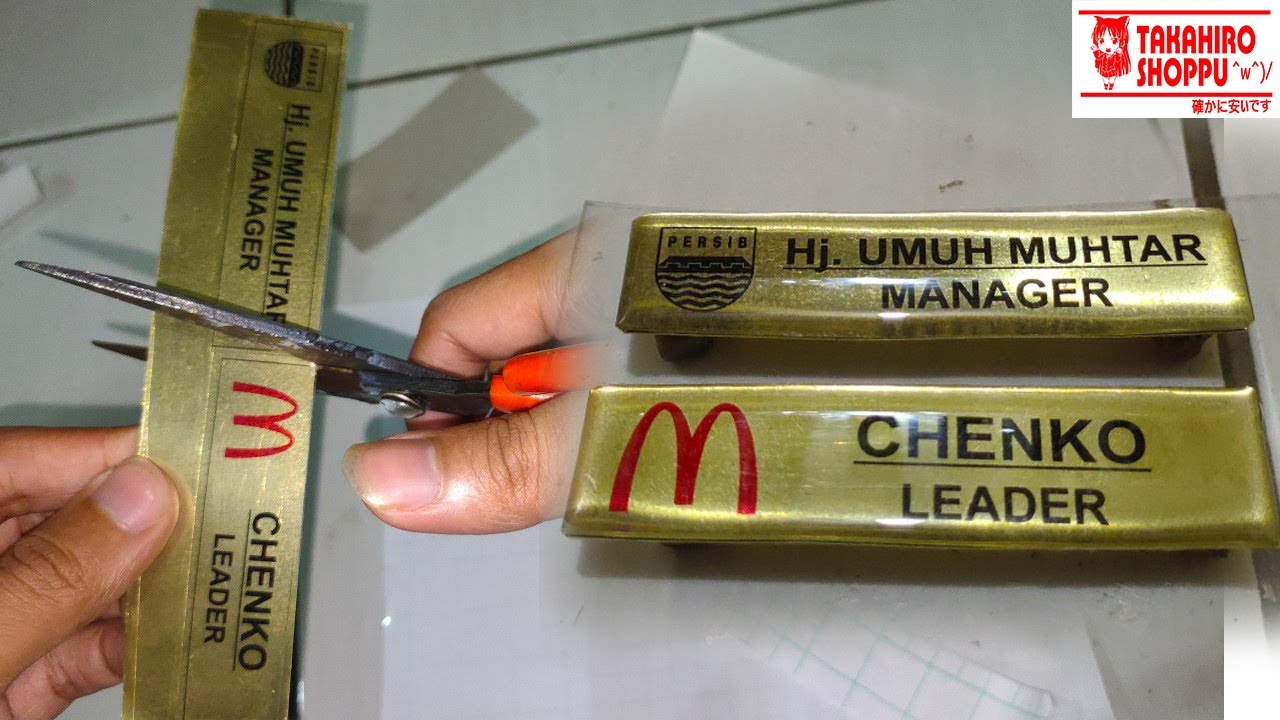 TAKAHIRO
SHOPPU ^w^)/
確かに安いです
PERSIB
Hj. UMUH MUHTAR
MANAGER
CHENKO
LEADER
PERSIB
Hj. UMUH MUHTAR
MANAGER
M
CHENKO
LEADER